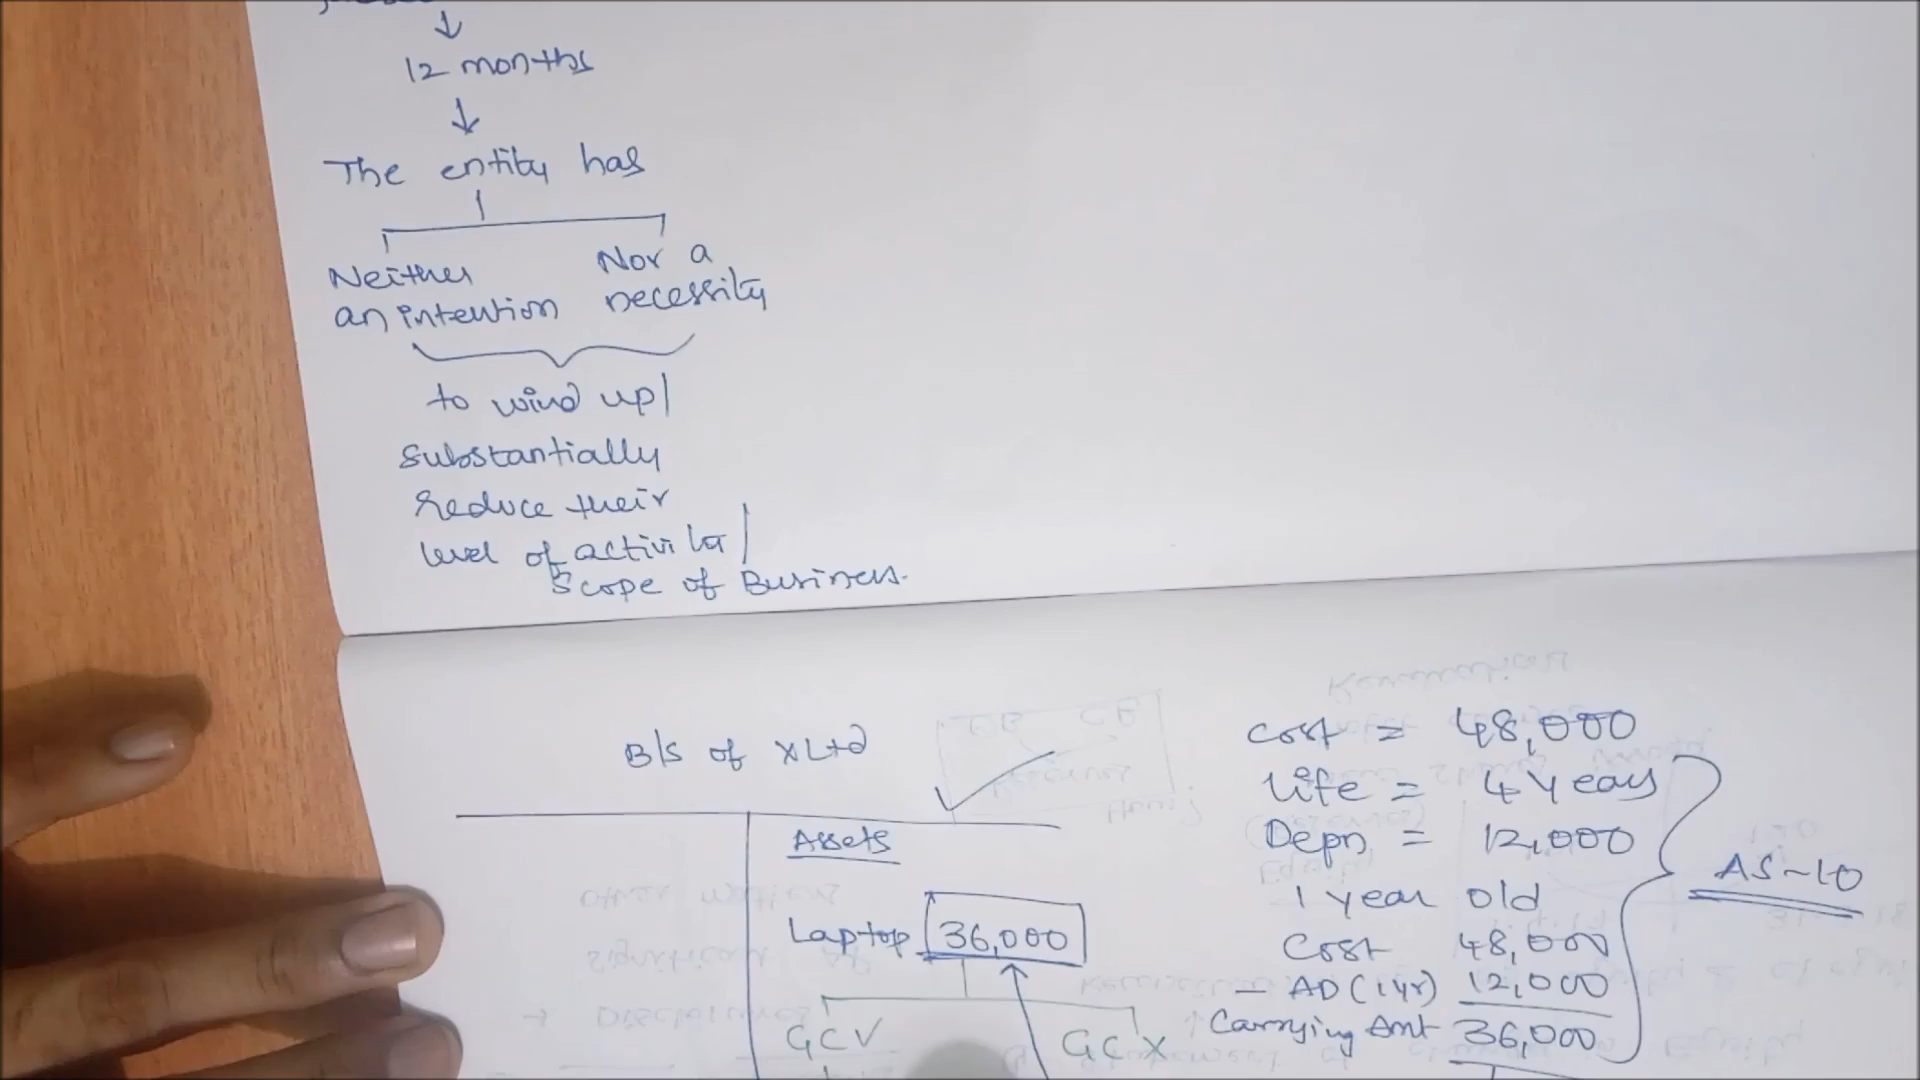 12 months
The entity has
Neither
an intention
Nor a
necessity
to wind up/
substantially
reduce their
level of activity/
Scope of Business.
B/S of X Ltd
Assets
Laptop 36,000
GC✓
GC X
Cost = 48,000
Life = 4 years
Depn = 12,000
1 year old
Cost 48,000
- AD (1yr) 12,000
Carrying Amt 36,000
AS-10